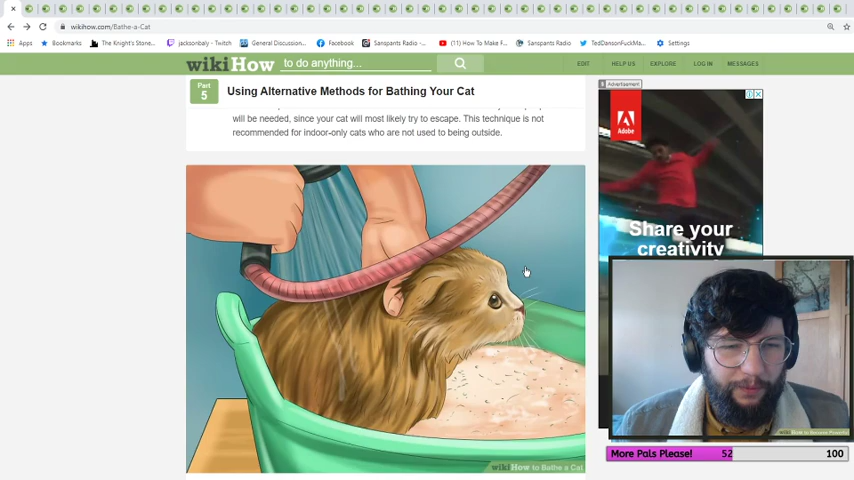 wikihow.com/Bathe-a-Cat
Apps
Bookmarks
The Knight's Stone...
jacksonbaly - Twitch
General Discussion...
Facebook
Sanspants Radio -...
(11) How To Make F...
Sanspants Radio
TedDansonFuckMa...
Settings
wikiHow to do anything...
EDIT
HELP US
EXPLORE
LOG IN
MESSAGES
Part
5
Using Alternative Methods for Bathing Your Cat
will be needed, since your cat will most likely try to escape. This technique is not
recommended for indoor-only cats who are not used to being outside.
wikiHow to Bathe a Cat
Advertisement
Adobe
Share your
creativity
More Pals Please! 52 100